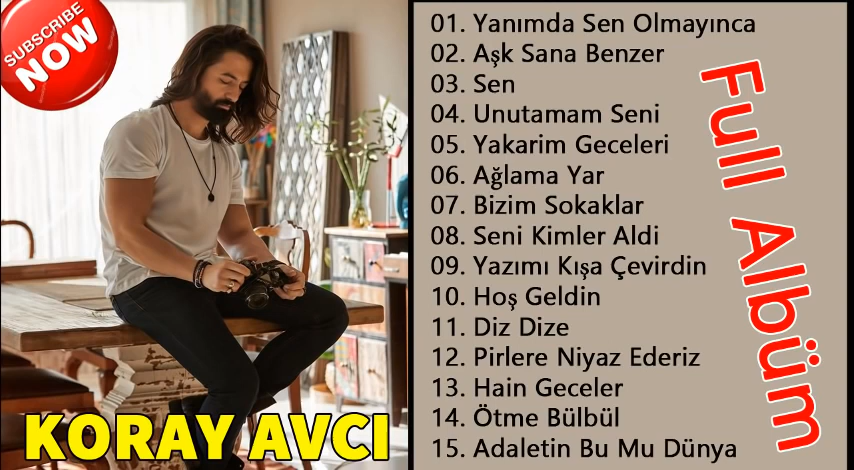 SUBSCRIBE
NOW
KORAY AVCI
01. Yanımda Sen Olmayınca
02. Aşk Sana Benzer
03. Sen
04. Unutamam Seni
05. Yakarim Geceleri
06. Ağlama Yar
07. Bizim Sokaklar
08. Seni Kimler Aldi
09. Yazımı Kışa Çevirdin
10. Hoş Geldin
11. Diz Dize
12. Pirlere Niyaz Ederiz
13. Hain Geceler
14. Ötme Bülbül
15. Adaletin Bu Mu Dünya
Full Albüm